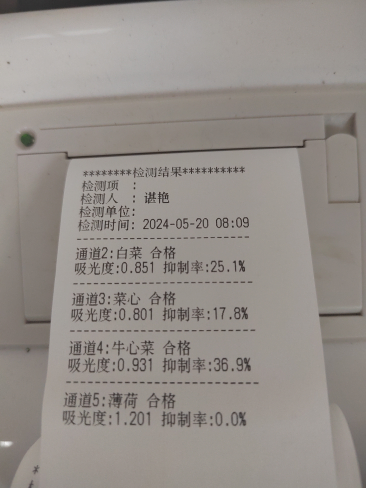 ********检测结果**********
检测项  :
检测人  : 谌艳
检测单位:
检测时间: 2024-05-20 08:09
----------------------------
通道2:白菜 合格
吸光度:0.851 抑制率:25.1%
----------------------------
通道3:菜心 合格
吸光度:0.801 抑制率:17.8%
----------------------------
通道4:牛心菜 合格
吸光度:0.931 抑制率:36.9%
----------------------------
通道5:薄荷 合格
吸光度:1.201 抑制率:0.0%